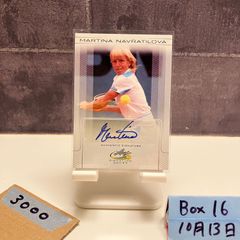 MARTINA NAVRATILOVA
AUTHENTIC SIGNATURE
3000
Box 16
10月13日